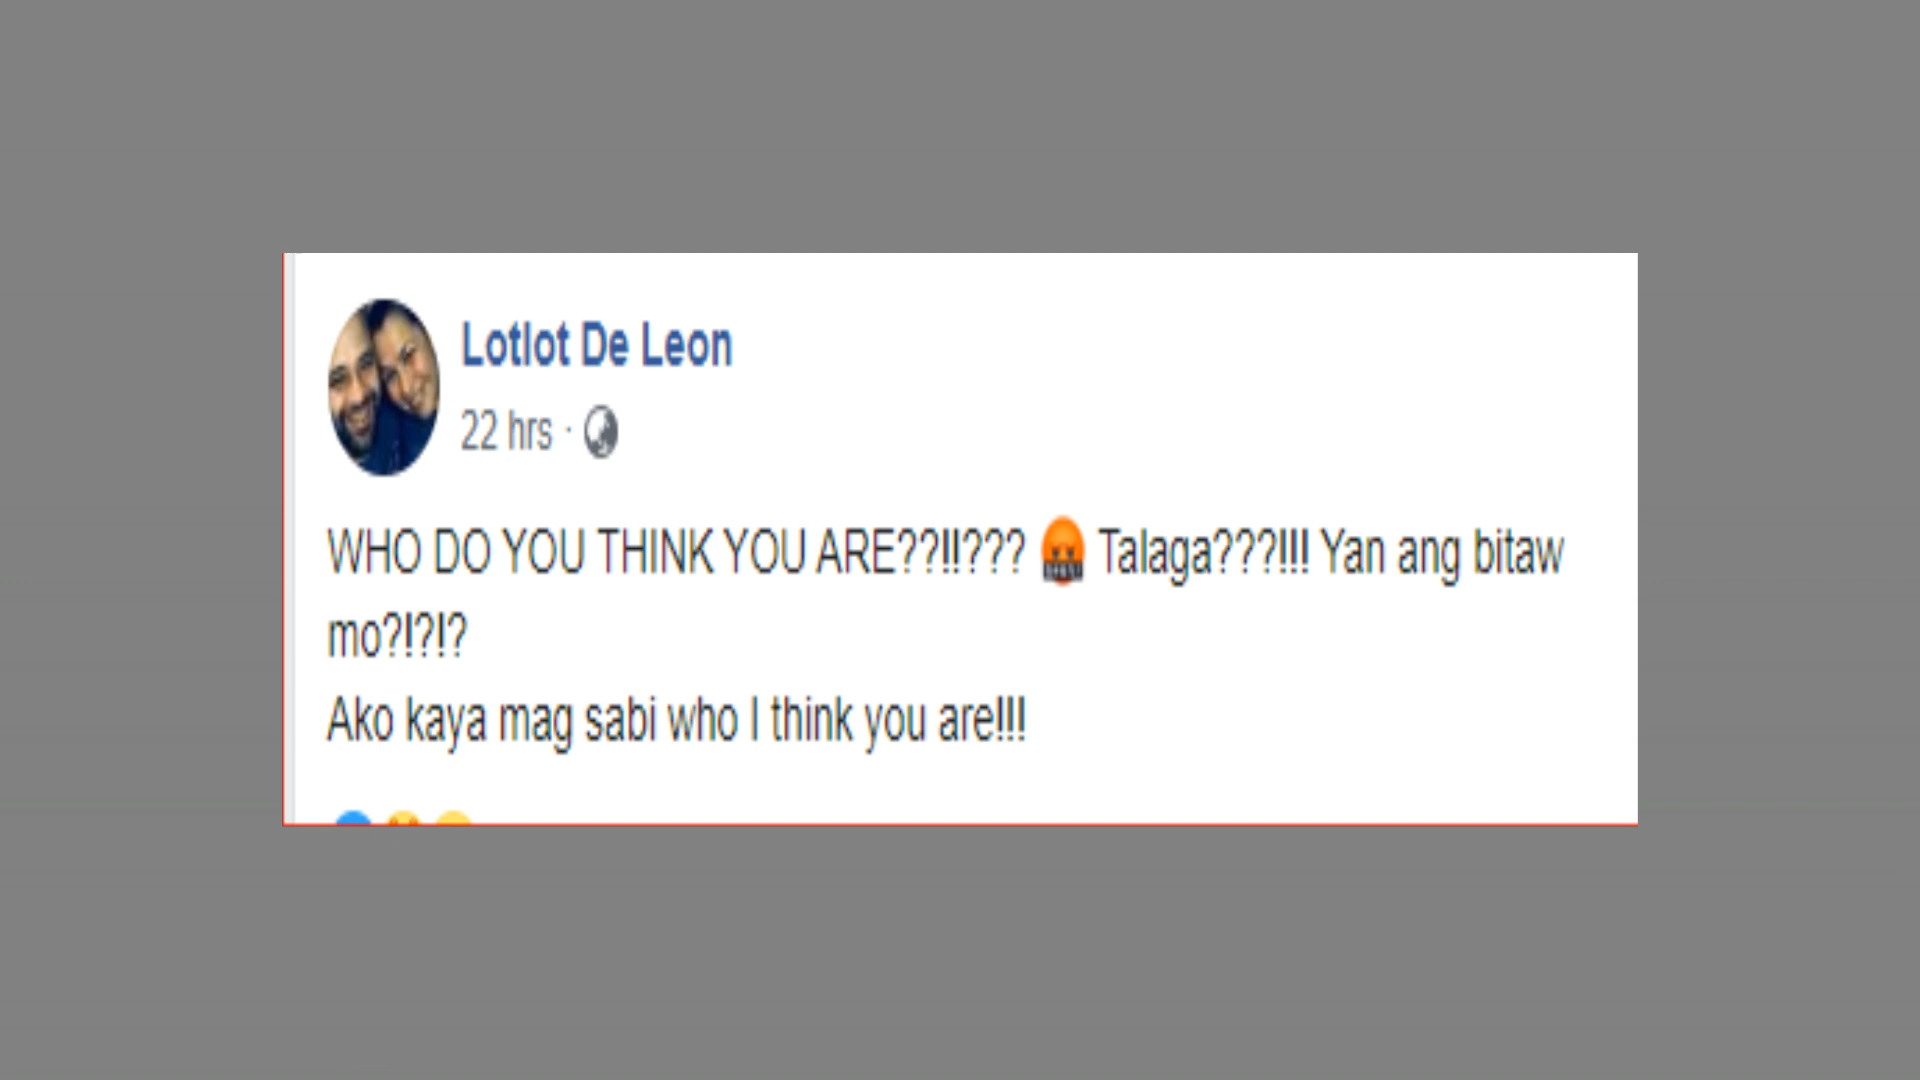 Lotlot De Leon
22 hrs ·
WHO DO YOU THINK YOU ARE??!!??? 🤬 Talaga???!!! Yan ang bitaw
mo?!?!?
Ako kaya mag sabi who I think you are!!!